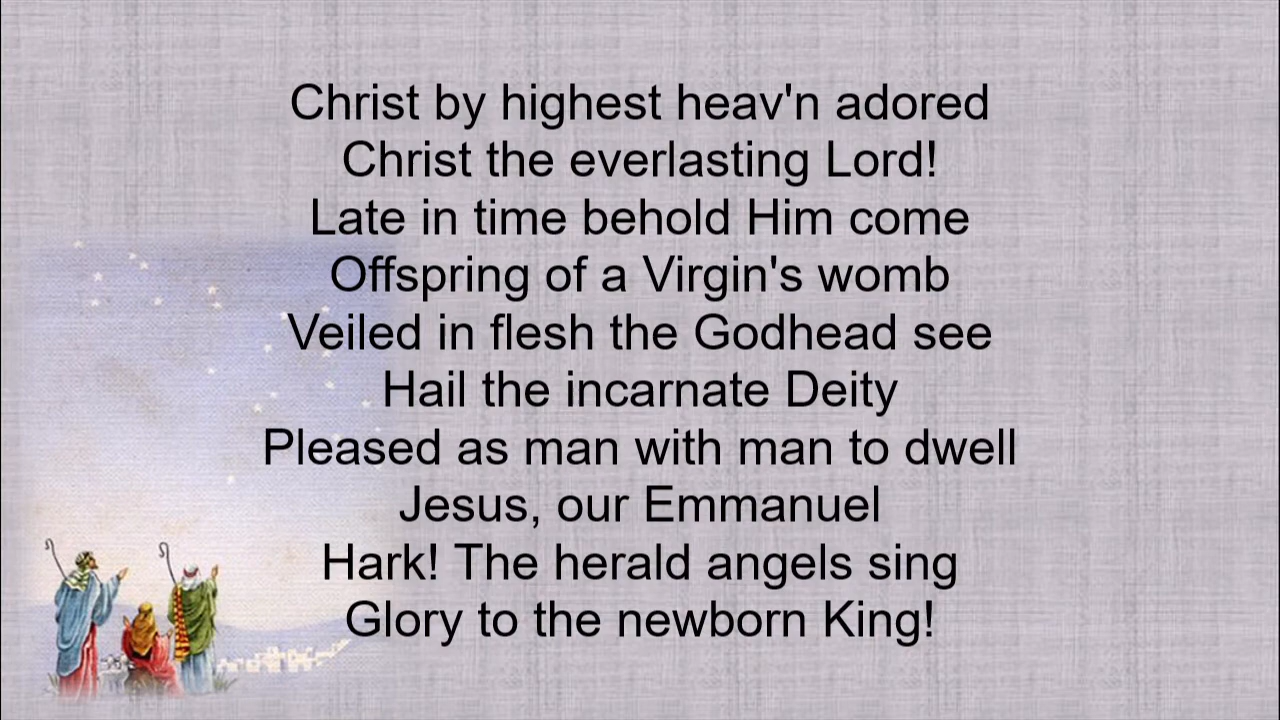 Christ by highest heav'n adored
Christ the everlasting Lord!
Late in time behold Him come
Offspring of a Virgin's womb
Veiled in flesh the Godhead see
Hail the incarnate Deity
Pleased as man with man to dwell
Jesus, our Emmanuel
Hark! The herald angels sing
Glory to the newborn King!